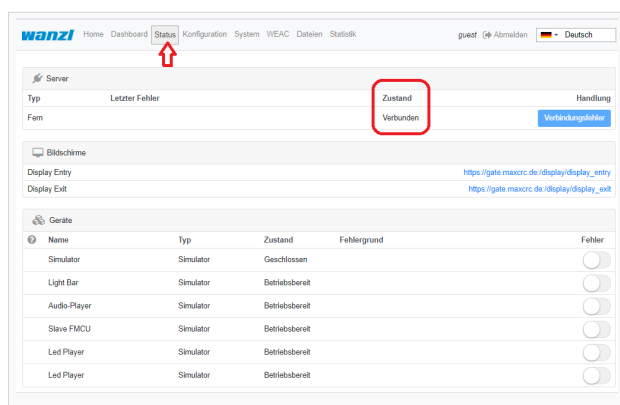 wanzl Home Dashboard Status Konfiguration System WEAC Dateien Statistik guest Abmelden Deutsch
Server
Typ Letzter Fehler Zustand Handlung
Fern Verbunden Verbindungsfehler
Bildschirme
Display Entry https://gate.maxcrc.de:/display/display_entry
Display Exit https://gate.maxcrc.de:/display/display_exit
Geräte
? Name Typ Zustand Fehlergrund Fehler
Simulator Simulator Geschlossen
Light Bar Simulator Betriebsbereit
Audio-Player Simulator Betriebsbereit
Slave FMCU Simulator Betriebsbereit
Led Player Simulator Betriebsbereit
Led Player Simulator Betriebsbereit